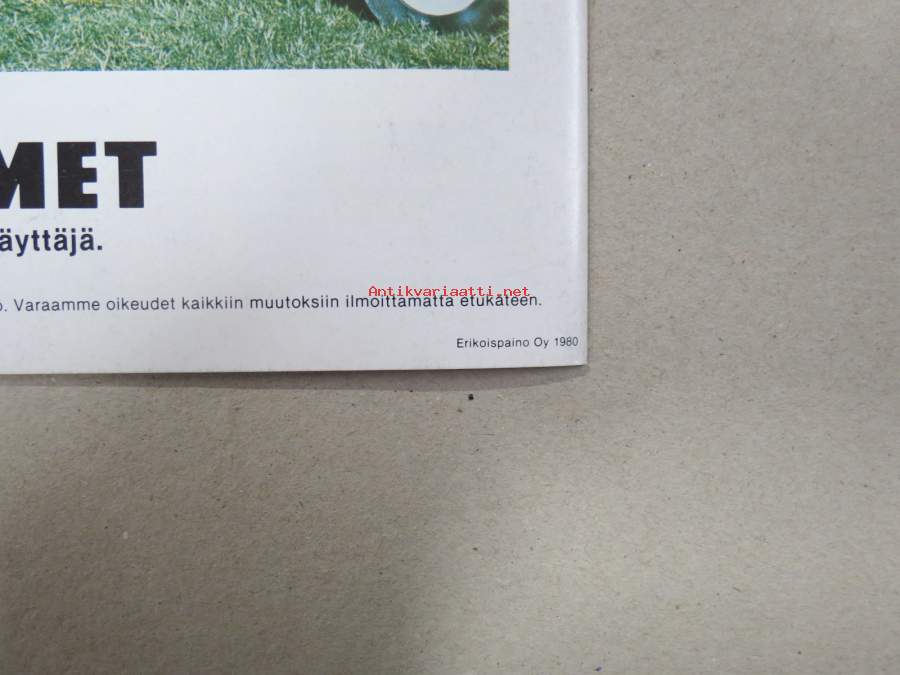 MET
äyttäjä.
Antikvariaatti.net
. Varaamme oikeudet kaikkiin muutoksiin ilmoittamatta etukäteen.
Erikoispaino Oy 1980